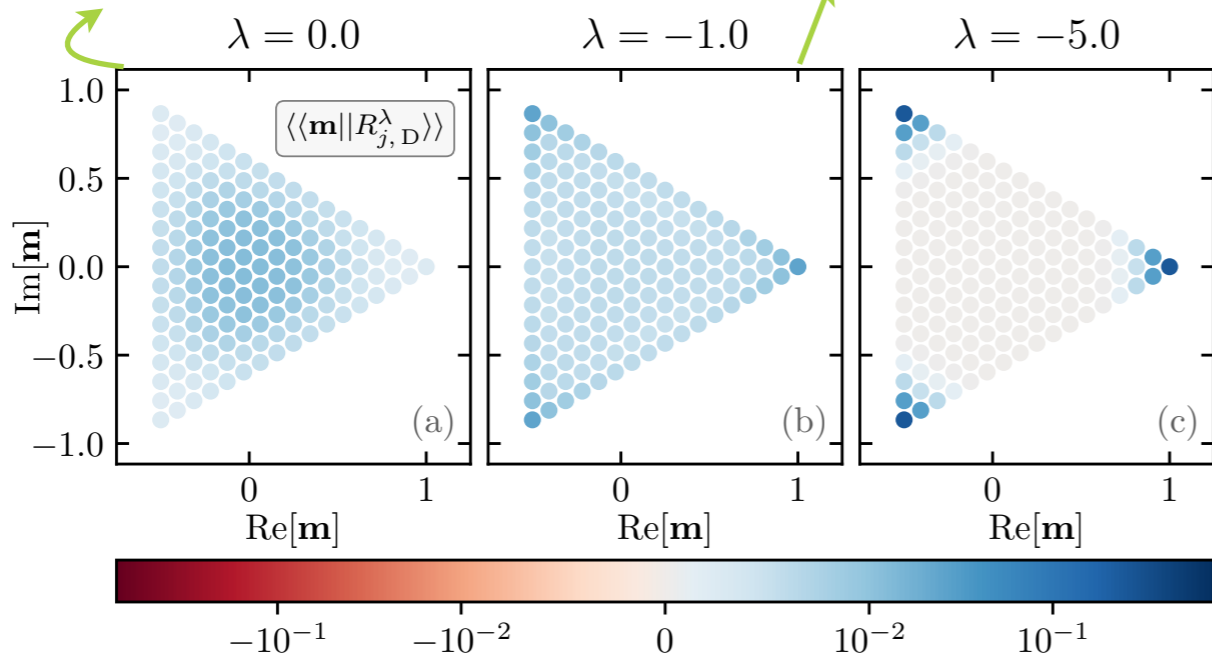 λ = 0.0 λ = −1.0 λ = −5.0
⟨⟨m||R^λ_{j, D}⟩⟩
Im[m]
1.0
0.5
0.0
−0.5
−1.0
(a) (b) (c)
0 1 0 1 0 1
Re[m] Re[m] Re[m]
−10⁻¹ −10⁻² 0 10⁻² 10⁻¹